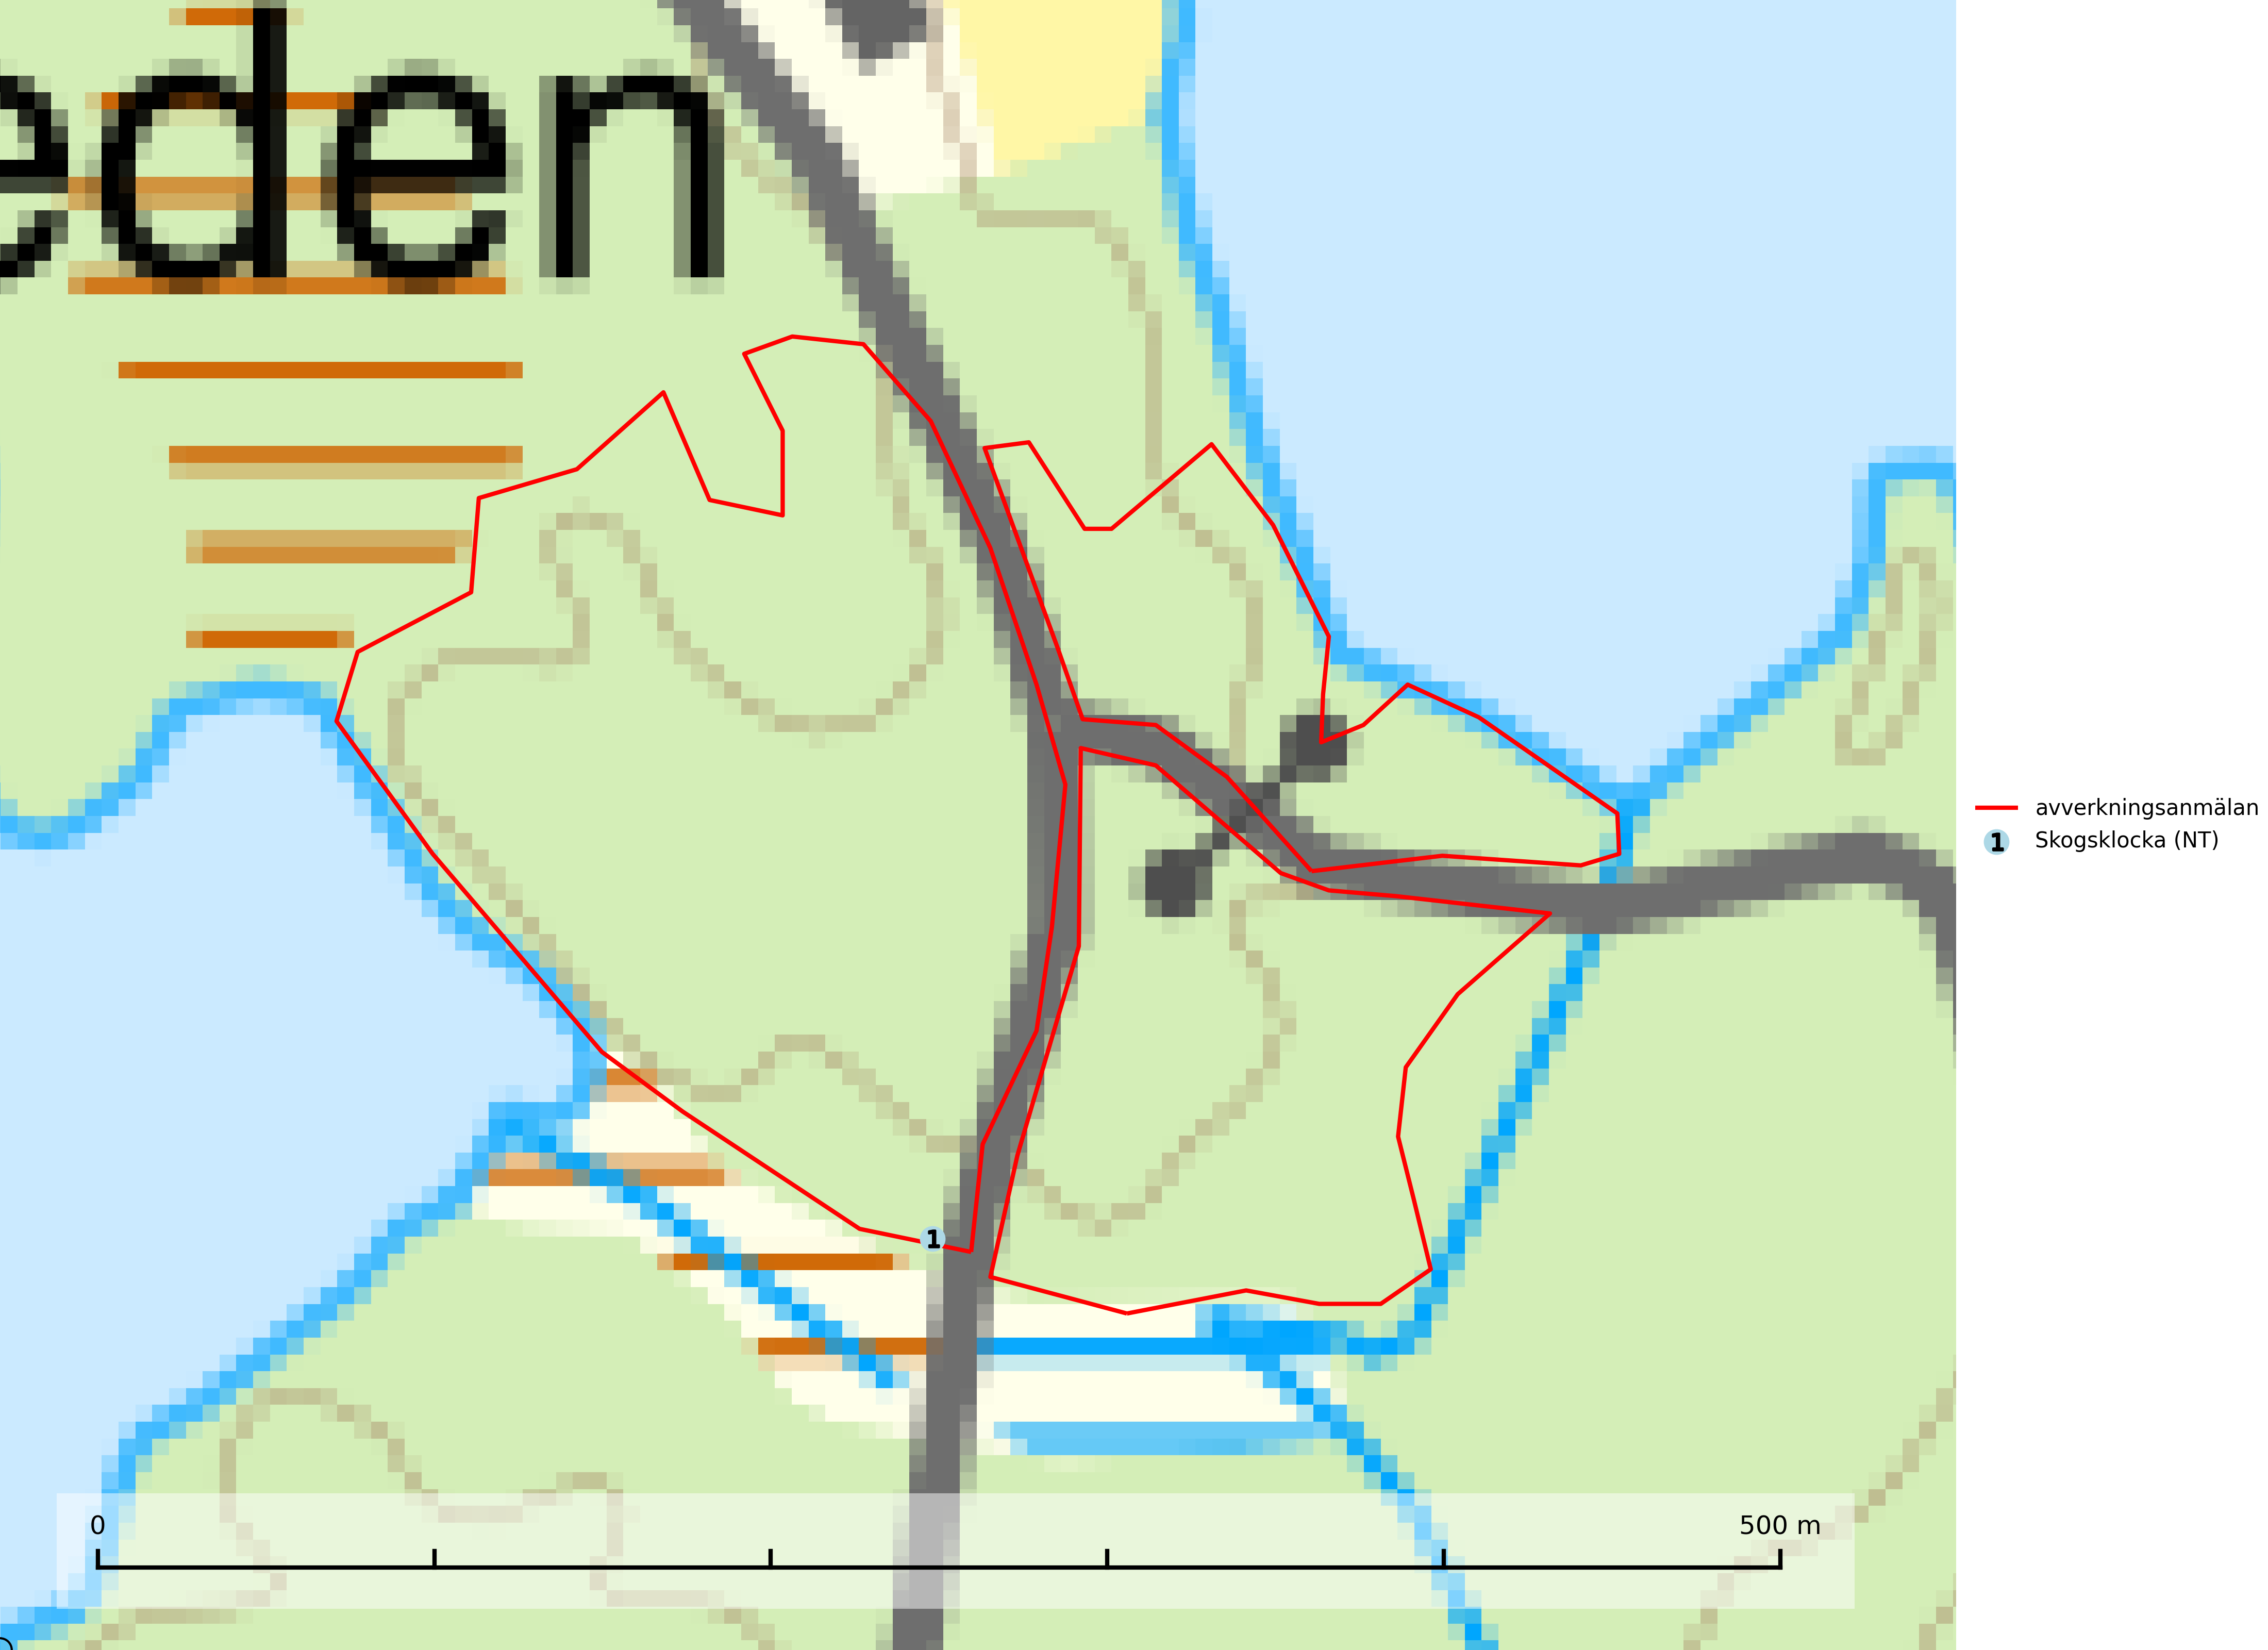 eden
avverkningsanmälan
1 Skogsklocka (NT)
1
0 500 m